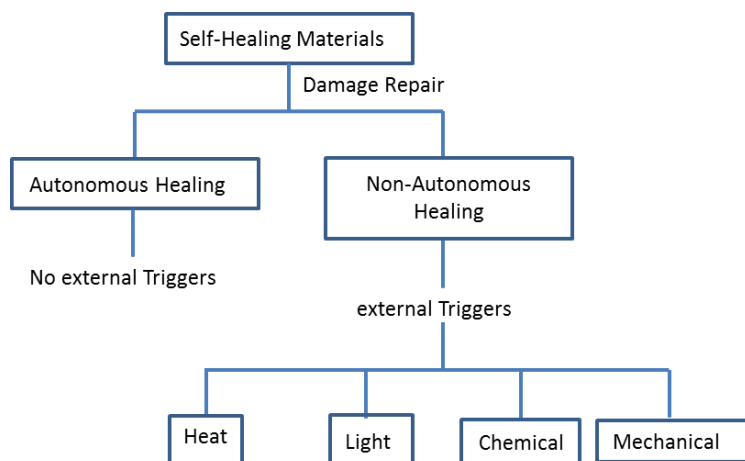 Self-Healing Materials
Damage Repair
Autonomous Healing
Non-Autonomous
Healing
No external Triggers
external Triggers
Heat
Light
Chemical
Mechanical